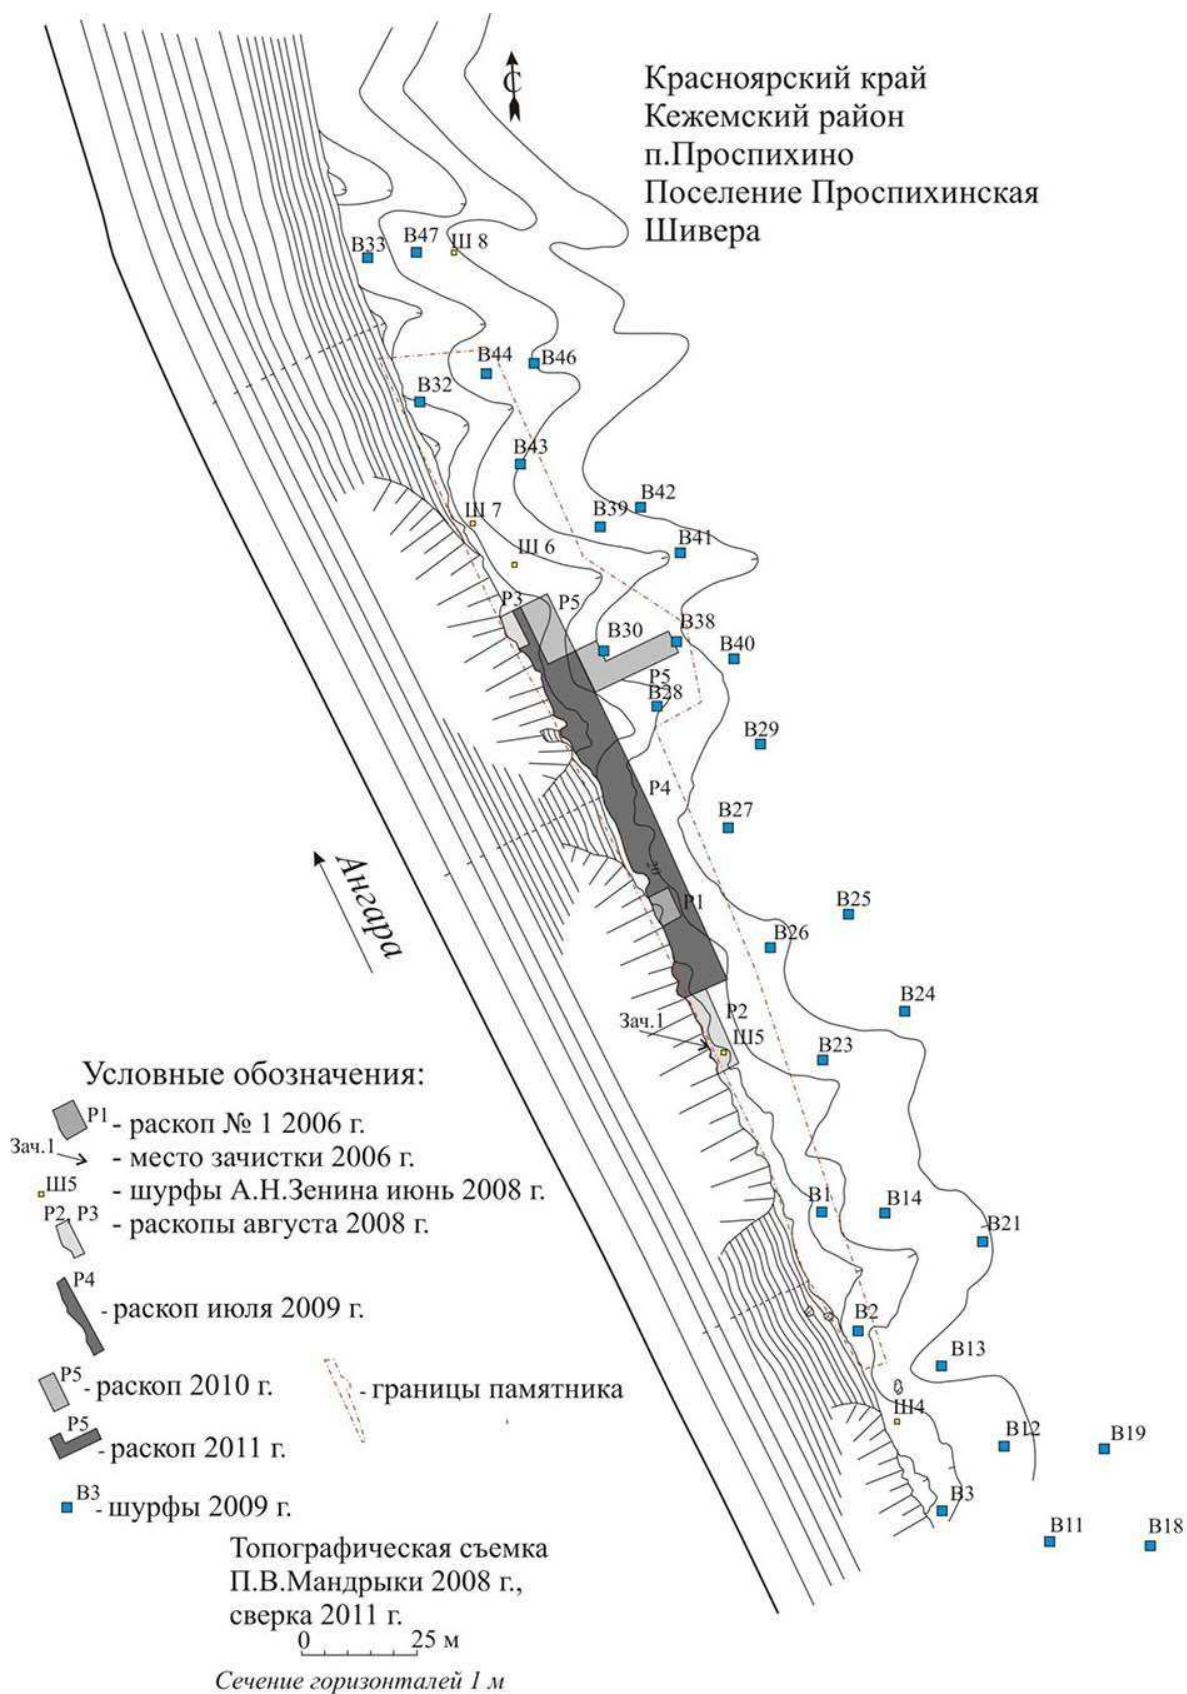 С
Красноярский край
Кежемский район
п.Проспихино
Поселение Проспихинская
Шивера
В33
В47
Ш 8
В44
В46
В32
В43
В42
Ш 7
В39
Ш 6
В41
Р3
Р5
В30
В38
В40
Р5
В28
В29
Р4
В27
Ангара
Р1
В25
В26
В24
Р2
Зач.1
Ш5
В23
В1
В14
В21
В2
В13
Ш4
В12
В19
В3
В11
В18
Условные обозначения:
Р1 - раскоп № 1 2006 г.
Зач.1 - место зачистки 2006 г.
Ш5 - шурфы А.Н.Зенина июнь 2008 г.
Р2, Р3 - раскопы августа 2008 г.
Р4 - раскоп июля 2009 г.
Р5 - раскоп 2010 г.
- границы памятника
Р5 - раскоп 2011 г.
В3 - шурфы 2009 г.
Топографическая съемка
П.В.Мандрыки 2008 г.,
сверка 2011 г.
0 25 м
Сечение горизонталей 1 м